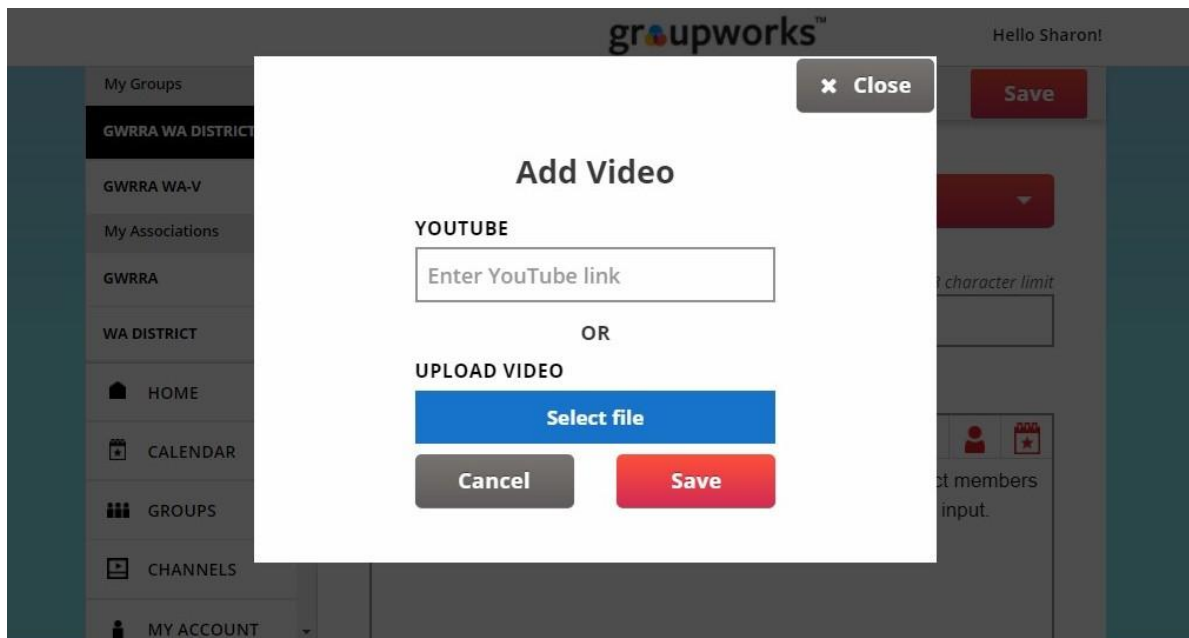 groupworks™
Hello Sharon!
My Groups
GWRRA WA DISTRICT
GWRRA WA-V
My Associations
GWRRA
WA DISTRICT
HOME
CALENDAR
GROUPS
CHANNELS
MY ACCOUNT
✖ Close
Save
Add Video
YOUTUBE
Enter YouTube link
OR
UPLOAD VIDEO
Select file
Cancel
Save
character limit
members
input.